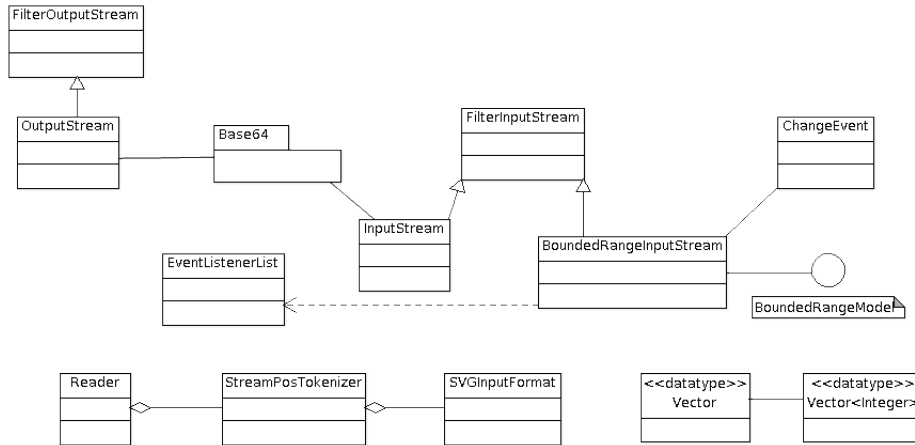 FilterOutputStream
OutputStream
Base64
FilterInputStream
ChangeEvent
InputStream
BoundedRangeInputStream
EventListenerList
BoundedRangeModel
Reader
StreamPosTokenizer
SVGInputFormat
<<datatype>>
Vector
<<datatype>>
Vector<Integer>